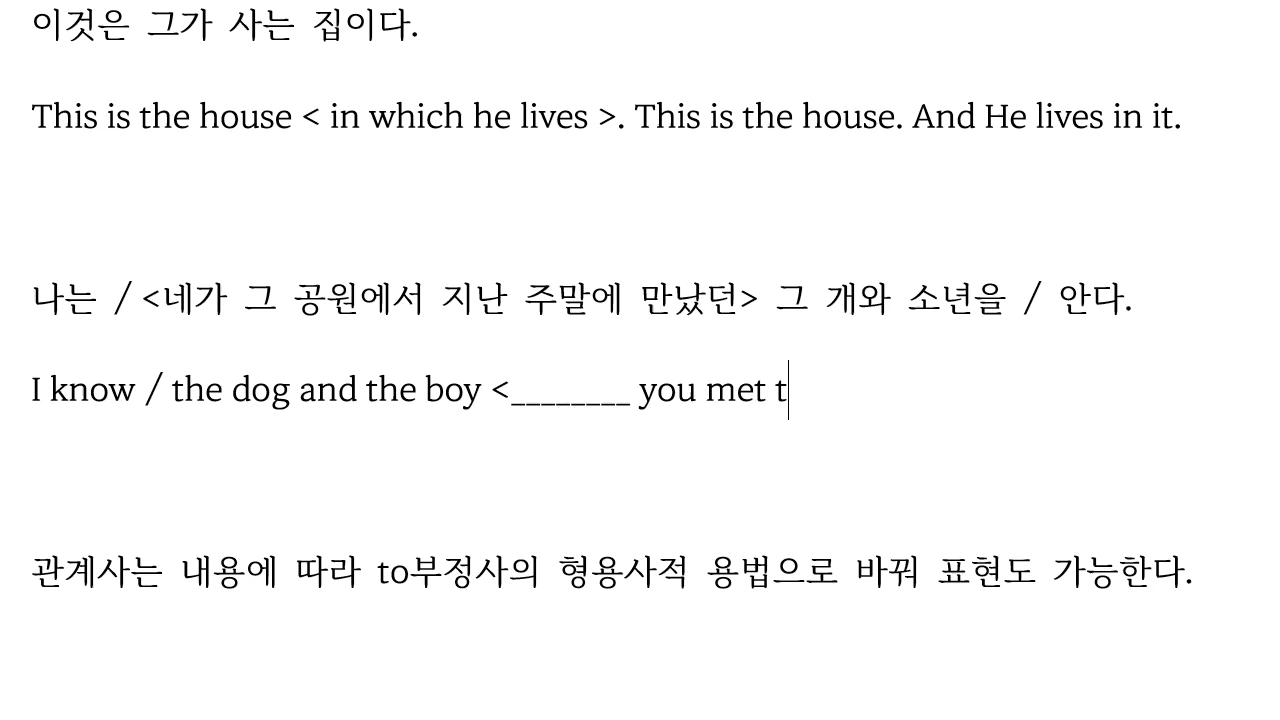 이것은 그가 사는 집이다.
This is the house < in which he lives >. This is the house. And He lives in it.
나는 / <네가 그 공원에서 지난 주말에 만났던> 그 개와 소년을 / 안다.
I know / the dog and the boy <________ you met t
관계사는 내용에 따라 to부정사의 형용사적 용법으로 바꿔 표현도 가능한다.